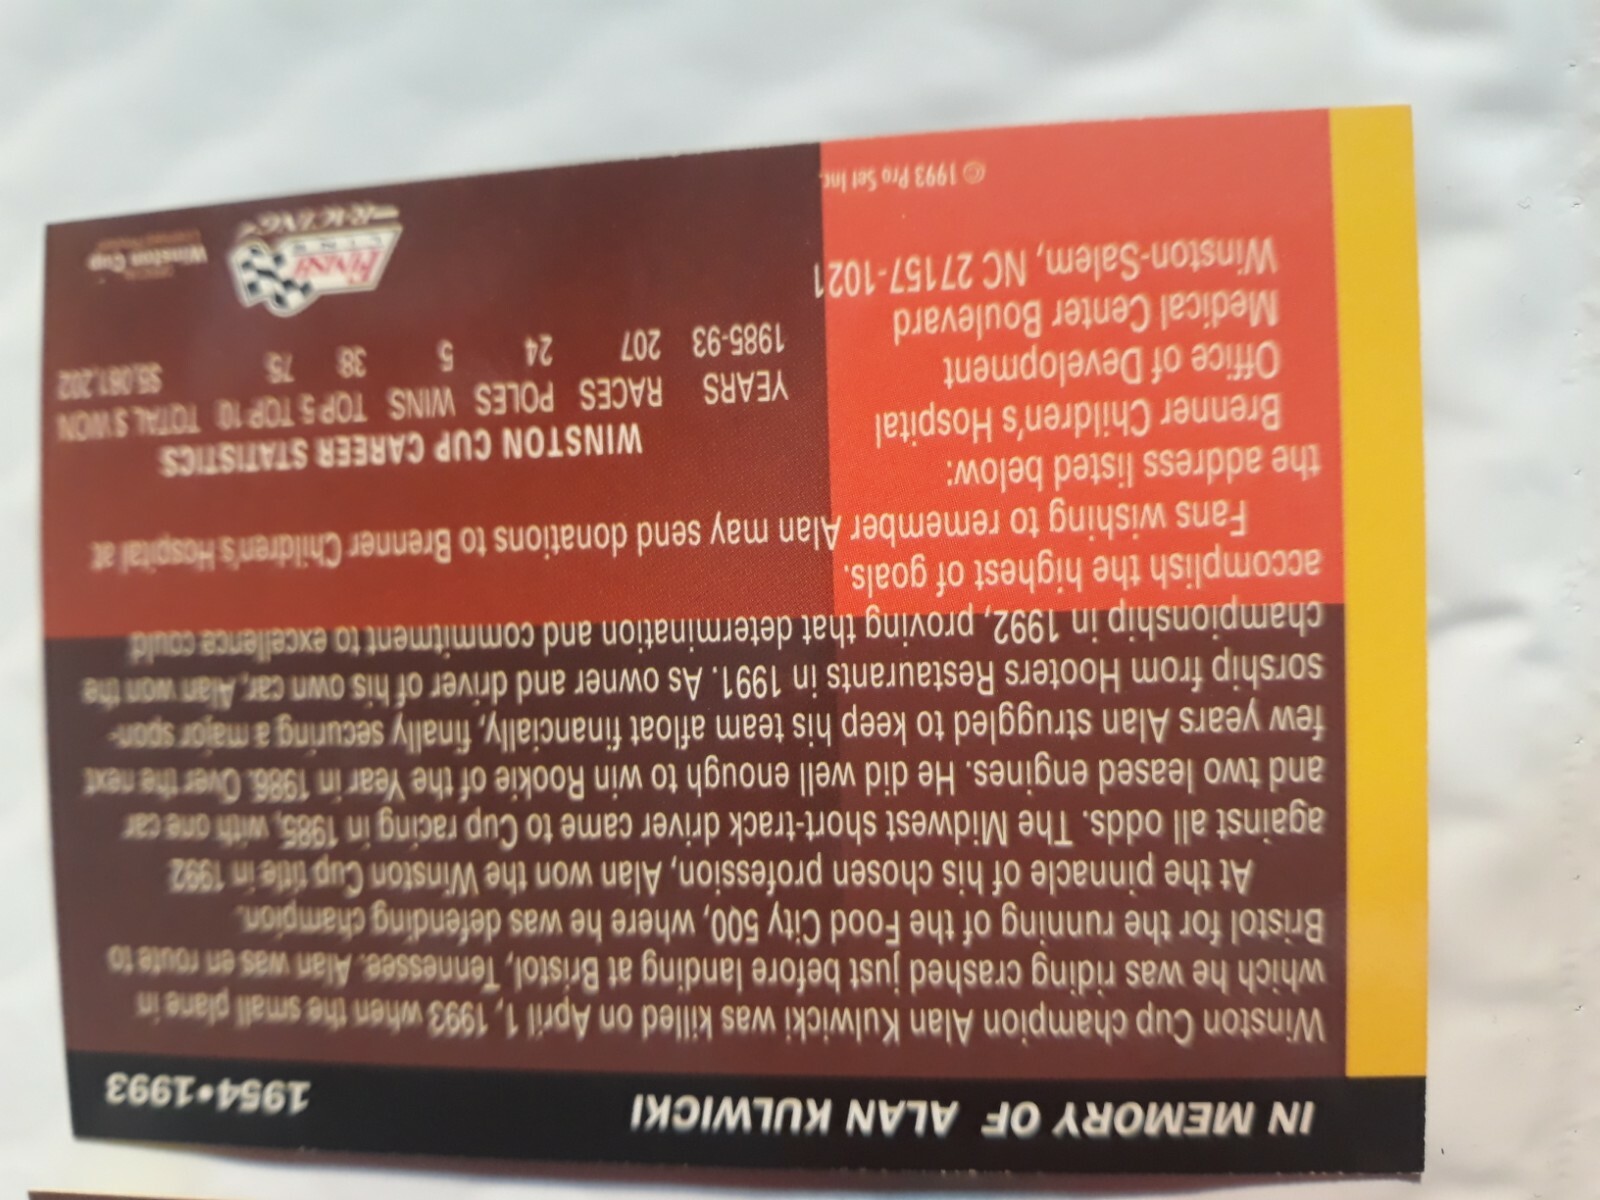 IN MEMORY OF ALAN KULWICKI 1954•1993
Winston Cup champion Alan Kulwicki was killed on April 1, 1993 when the small plane in
which he was riding crashed just before landing at Bristol, Tennessee. Alan was en route to
Bristol for the running of the Food City 500, where he was defending champion.
At the pinnacle of his chosen profession, Alan won the Winston Cup title in 1992
against all odds. The Midwest short-track driver came to Cup racing in 1985, with one car
and two leased engines. He did well enough to win Rookie of the Year in 1986. Over the next
few years Alan struggled to keep his team afloat financially, finally securing a major spon-
sorship from Hooters Restaurants in 1991. As owner and driver of his own car, Alan won the
championship in 1992, proving that determination and commitment to excellence could
accomplish the highest of goals.
Fans wishing to remember Alan may send donations to Brenner Children's Hospital at
the address listed below:
Brenner Children's Hospital
Office of Development
Medical Center Boulevard
Winston-Salem, NC 27157-1021
© 1993 Pro Set Inc.
WINSTON CUP CAREER STATISTICS
YEARS RACES POLES WINS TOP 5 TOP 10 TOTAL $ WON
1985-93 207 24 5 38 75 $5,061,202
FINISH
LINE
RACING
Winston Cup